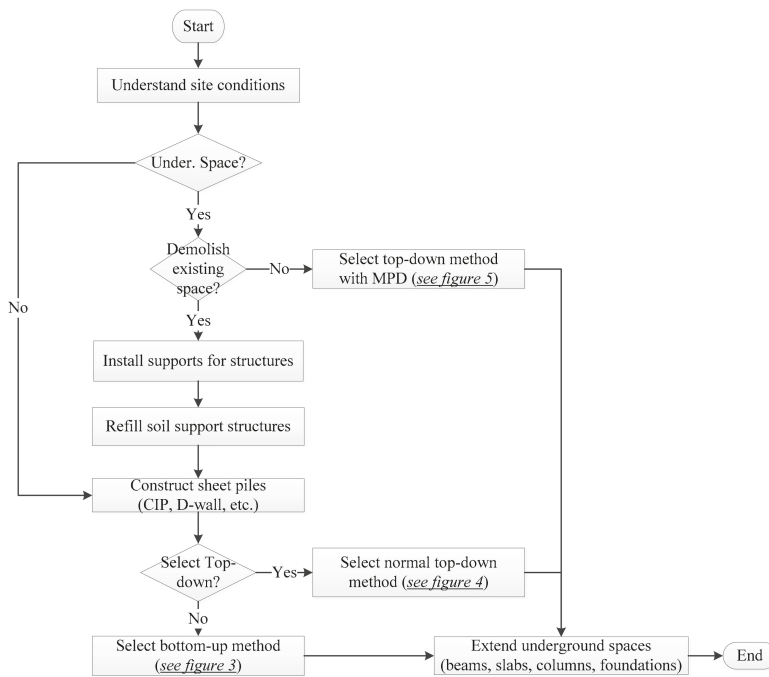 Start
Understand site conditions
Under. Space?
Yes
Demolish
existing
space?
No
Select top-down method
with MPD (see figure 5)
No
Yes
Install supports for structures
Refill soil support structures
Construct sheet piles
(CIP, D-wall, etc.)
Select Top-
down?
Yes
Select normal top-down
method (see figure 4)
No
Select bottom-up method
(see figure 3)
Extend underground spaces
(beams, slabs, columns, foundations)
End